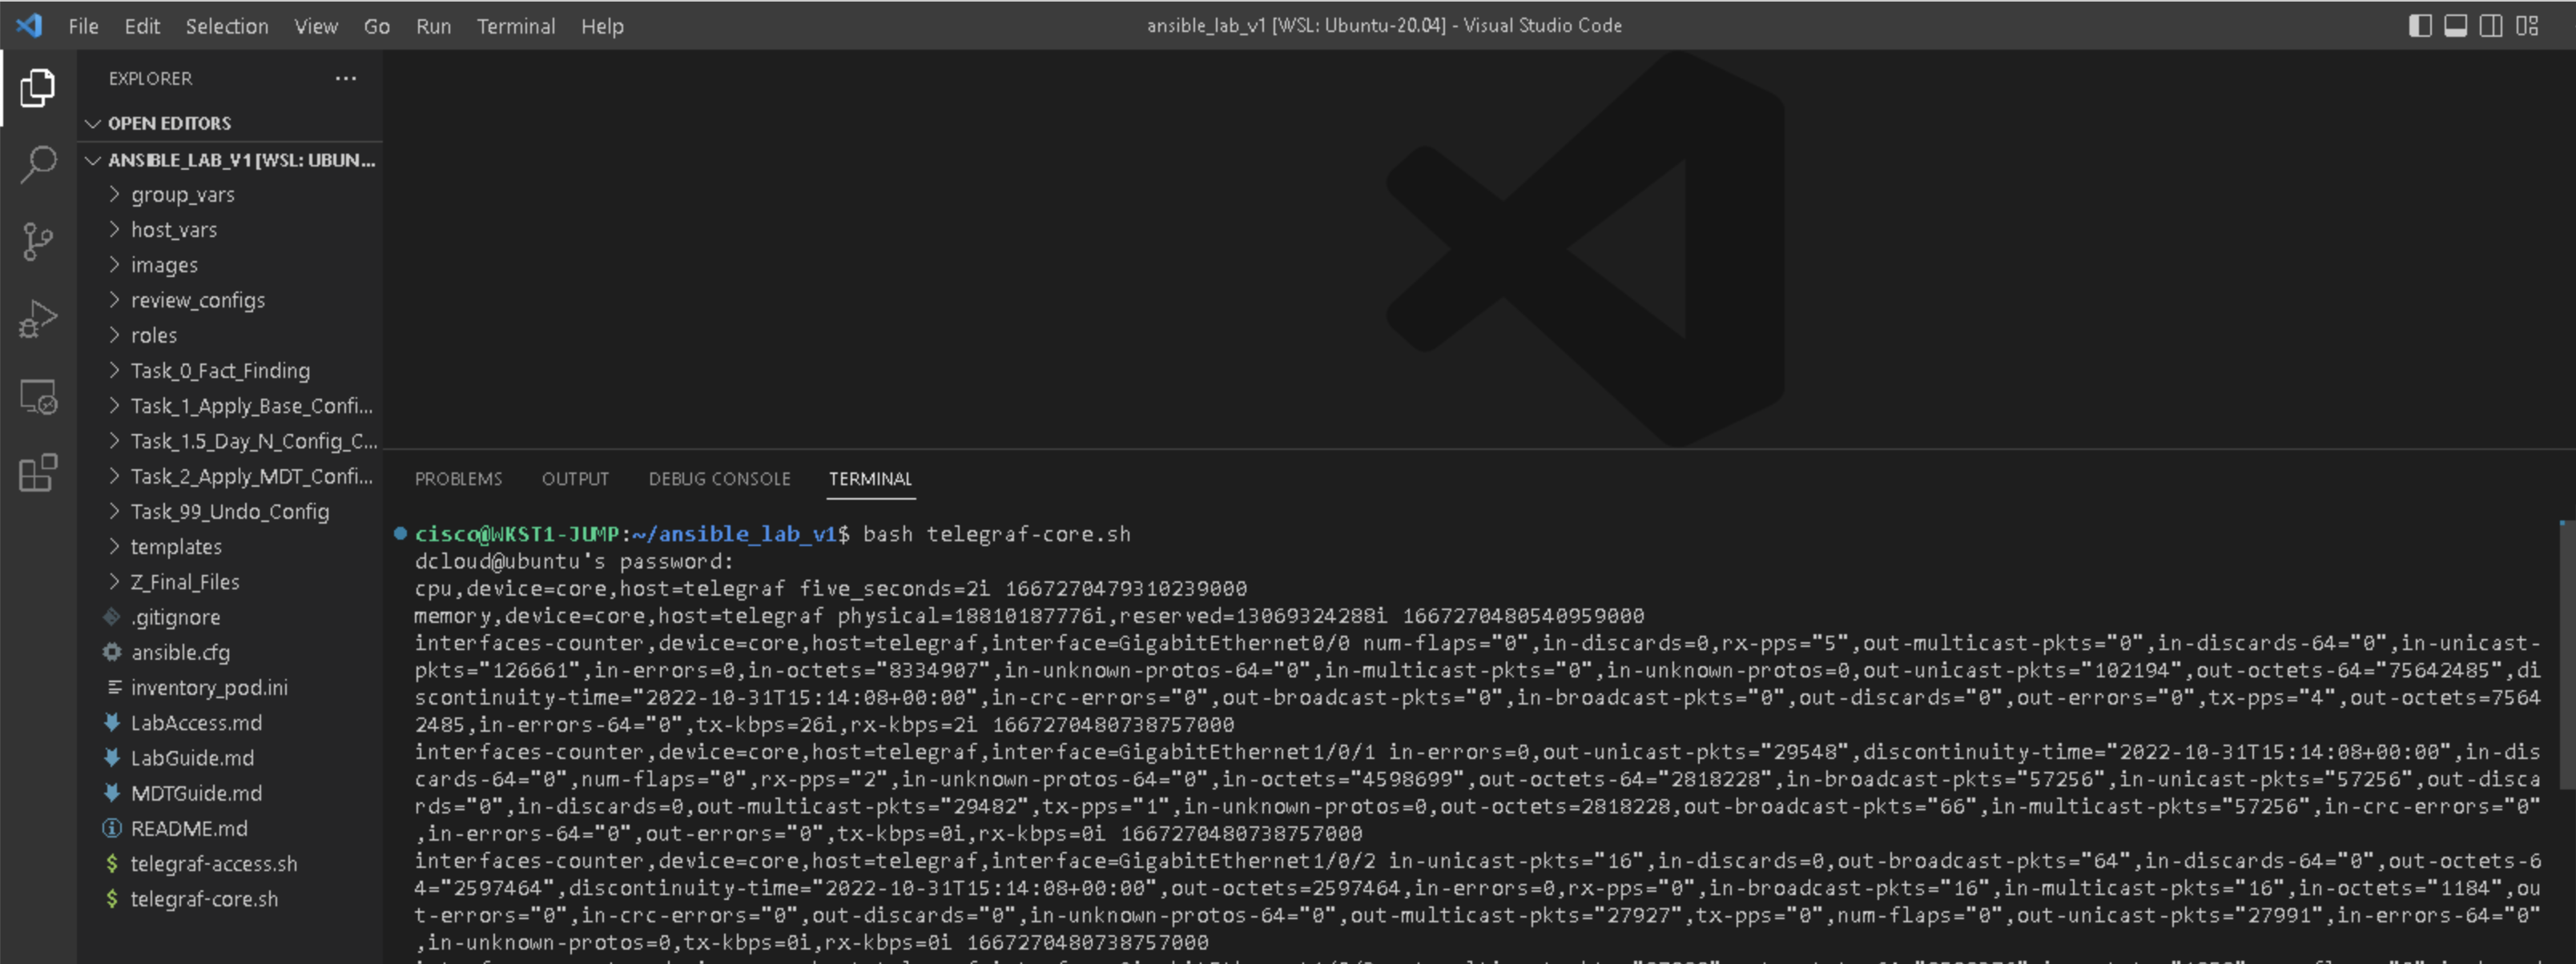 File Edit Selection View Go Run Terminal Help
ansible_lab_v1 [WSL: Ubuntu-20.04] - Visual Studio Code
EXPLORER
OPEN EDITORS
ANSIBLE_LAB_V1 [WSL: UBUN...
group_vars
host_vars
images
review_configs
roles
Task_0_Fact_Finding
Task_1_Apply_Base_Confi...
Task_1.5_Day_N_Config_C...
Task_2_Apply_MDT_Confi...
Task_99_Undo_Config
templates
Z_Final_Files
.gitignore
ansible.cfg
inventory_pod.ini
LabAccess.md
LabGuide.md
MDTGuide.md
README.md
telegraf-access.sh
telegraf-core.sh
PROBLEMS OUTPUT DEBUG CONSOLE TERMINAL
cisco@WKST1-JUMP:~/ansible_lab_v1$ bash telegraf-core.sh
dcloud@ubuntu's password:
cpu,device=core,host=telegraf five_seconds=2i 1667270479310239000
memory,device=core,host=telegraf physical=18810187776i,reserved=13069324288i 1667270480540959000
interfaces-counter,device=core,host=telegraf,interface=GigabitEthernet0/0 num-flaps="0",in-discards=0,rx-pps="5",out-multicast-pkts="0",in-discards-64="0",in-unicast-
pkts="126661",in-errors=0,in-octets="8334907",in-unknown-protos-64="0",in-multicast-pkts="0",in-unknown-protos=0,out-unicast-pkts="102194",out-octets-64="75642485",di
scontinuity-time="2022-10-31T15:14:08+00:00",in-crc-errors="0",out-broadcast-pkts="0",in-broadcast-pkts="0",out-discards="0",out-errors="0",tx-pps="4",out-octets=7564
2485,in-errors-64="0",tx-kbps=26i,rx-kbps=2i 1667270480738757000
interfaces-counter,device=core,host=telegraf,interface=GigabitEthernet1/0/1 in-errors=0,out-unicast-pkts="29548",discontinuity-time="2022-10-31T15:14:08+00:00",in-dis
cards-64="0",num-flaps="0",rx-pps="2",in-unknown-protos-64="0",in-octets="4598699",out-octets-64="2818228",in-broadcast-pkts="57256",in-unicast-pkts="57256",out-disca
rds="0",in-discards=0,out-multicast-pkts="29482",tx-pps="1",in-unknown-protos=0,out-octets=2818228,out-broadcast-pkts="66",in-multicast-pkts="57256",in-crc-errors="0"
,in-errors-64="0",out-errors="0",tx-kbps=0i,rx-kbps=0i 1667270480738757000
interfaces-counter,device=core,host=telegraf,interface=GigabitEthernet1/0/2 in-unicast-pkts="16",in-discards=0,out-broadcast-pkts="64",in-discards-64="0",out-octets-6
4="2597464",discontinuity-time="2022-10-31T15:14:08+00:00",out-octets=2597464,in-errors=0,rx-pps="0",in-broadcast-pkts="16",in-multicast-pkts="16",in-octets="1184",ou
t-errors="0",in-crc-errors="0",out-discards="0",in-unknown-protos-64="0",out-multicast-pkts="27927",tx-pps="0",num-flaps="0",out-unicast-pkts="27991",in-errors-64="0"
,in-unknown-protos=0,tx-kbps=0i,rx-kbps=0i 1667270480738757000